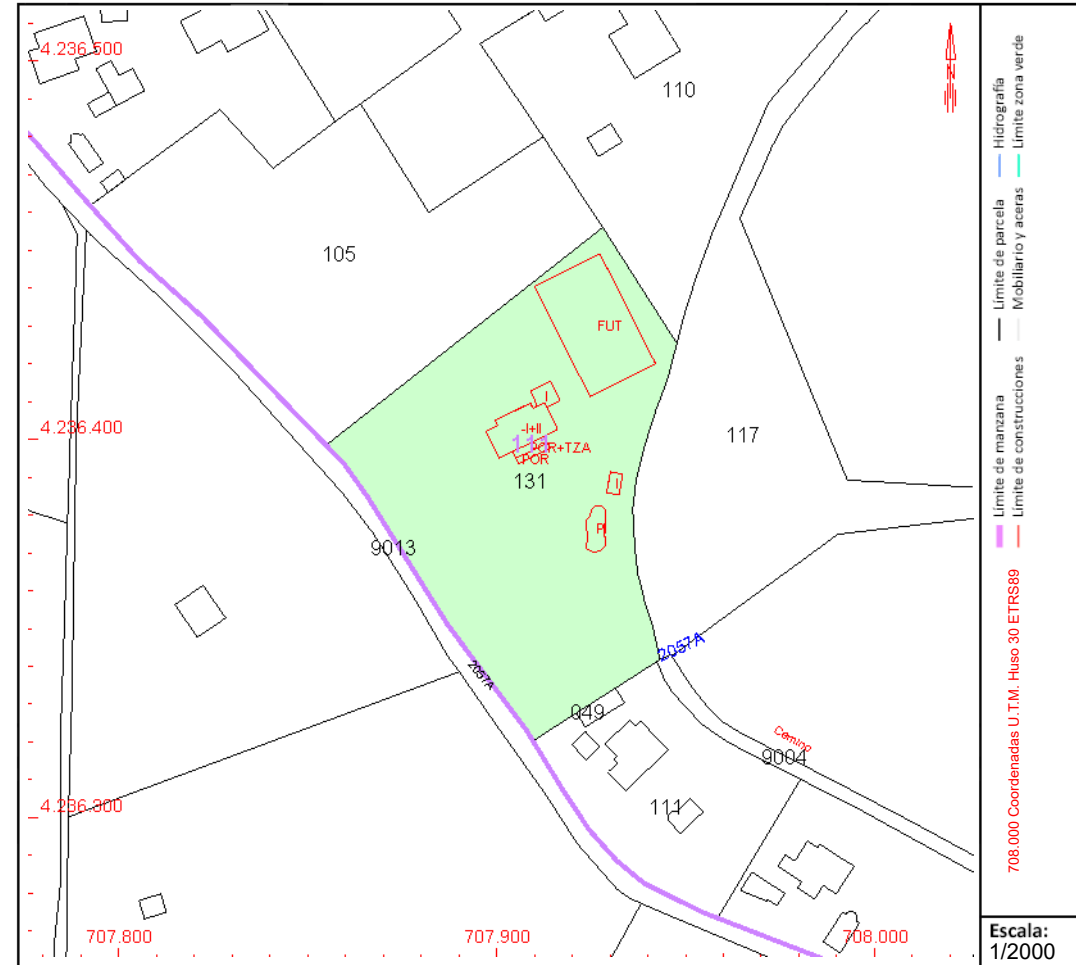 4.236.500
110
N
105
FUT
I
4.236.400
-I+II
POR+TZA
POR
117
131
I
PI
9013
2057A
2057A
049
Camino
9004
4.236.300
111
707.800
707.900
708.000
Límite de manzana
Límite de parcela
Hidrografía
Límite de construcciones
Mobiliario y aceras
Límite zona verde
708.000 Coordenadas U.T.M. Huso 30 ETRS89
Escala:
1/2000